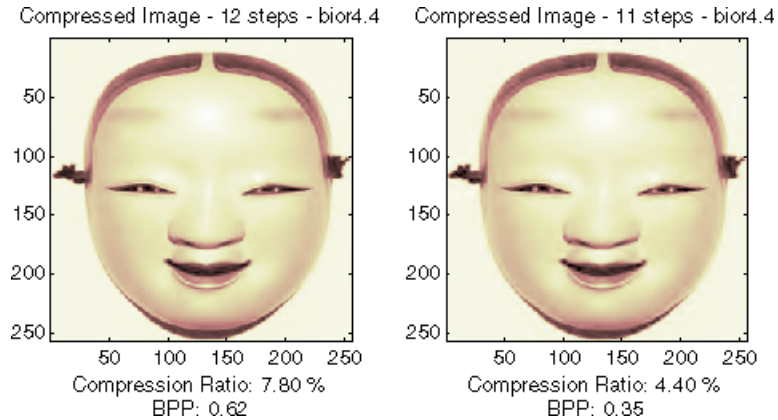 Compressed Image - 12 steps - bior4.4
50
100
150
200
250
50 100 150 200 250
Compression Ratio: 7.80 %
BPP: 0.62
Compressed Image - 11 steps - bior4.4
50
100
150
200
250
50 100 150 200 250
Compression Ratio: 4.40 %
BPP: 0.35